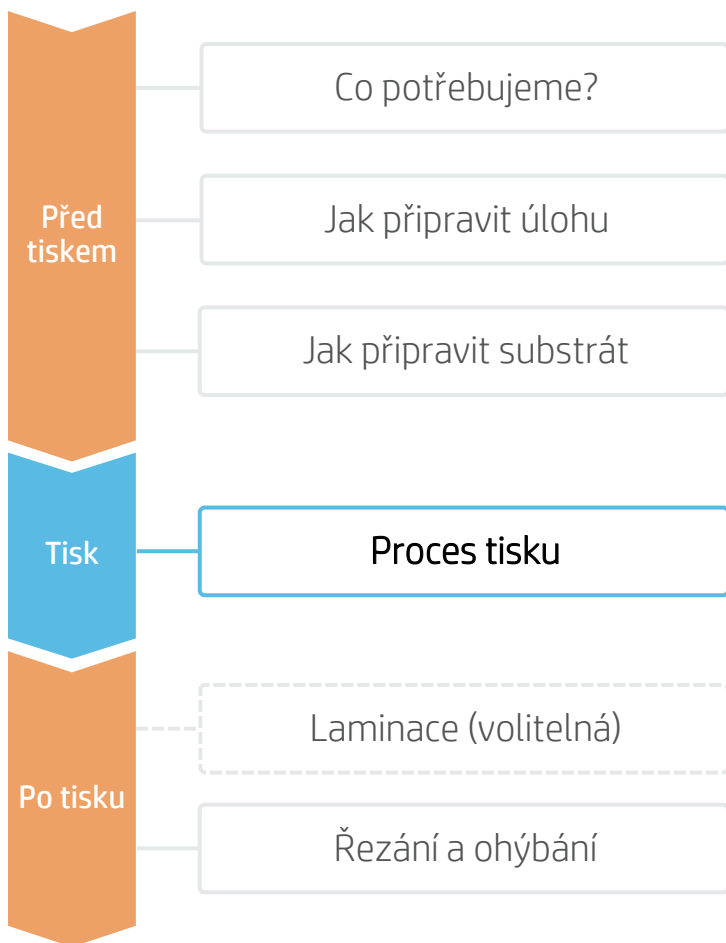 Co potřebujeme?
Před
tiskem
Jak připravit úlohu
Jak připravit substrát
Tisk
Proces tisku
Po tisku
Laminace (volitelná)
Řezání a ohýbání